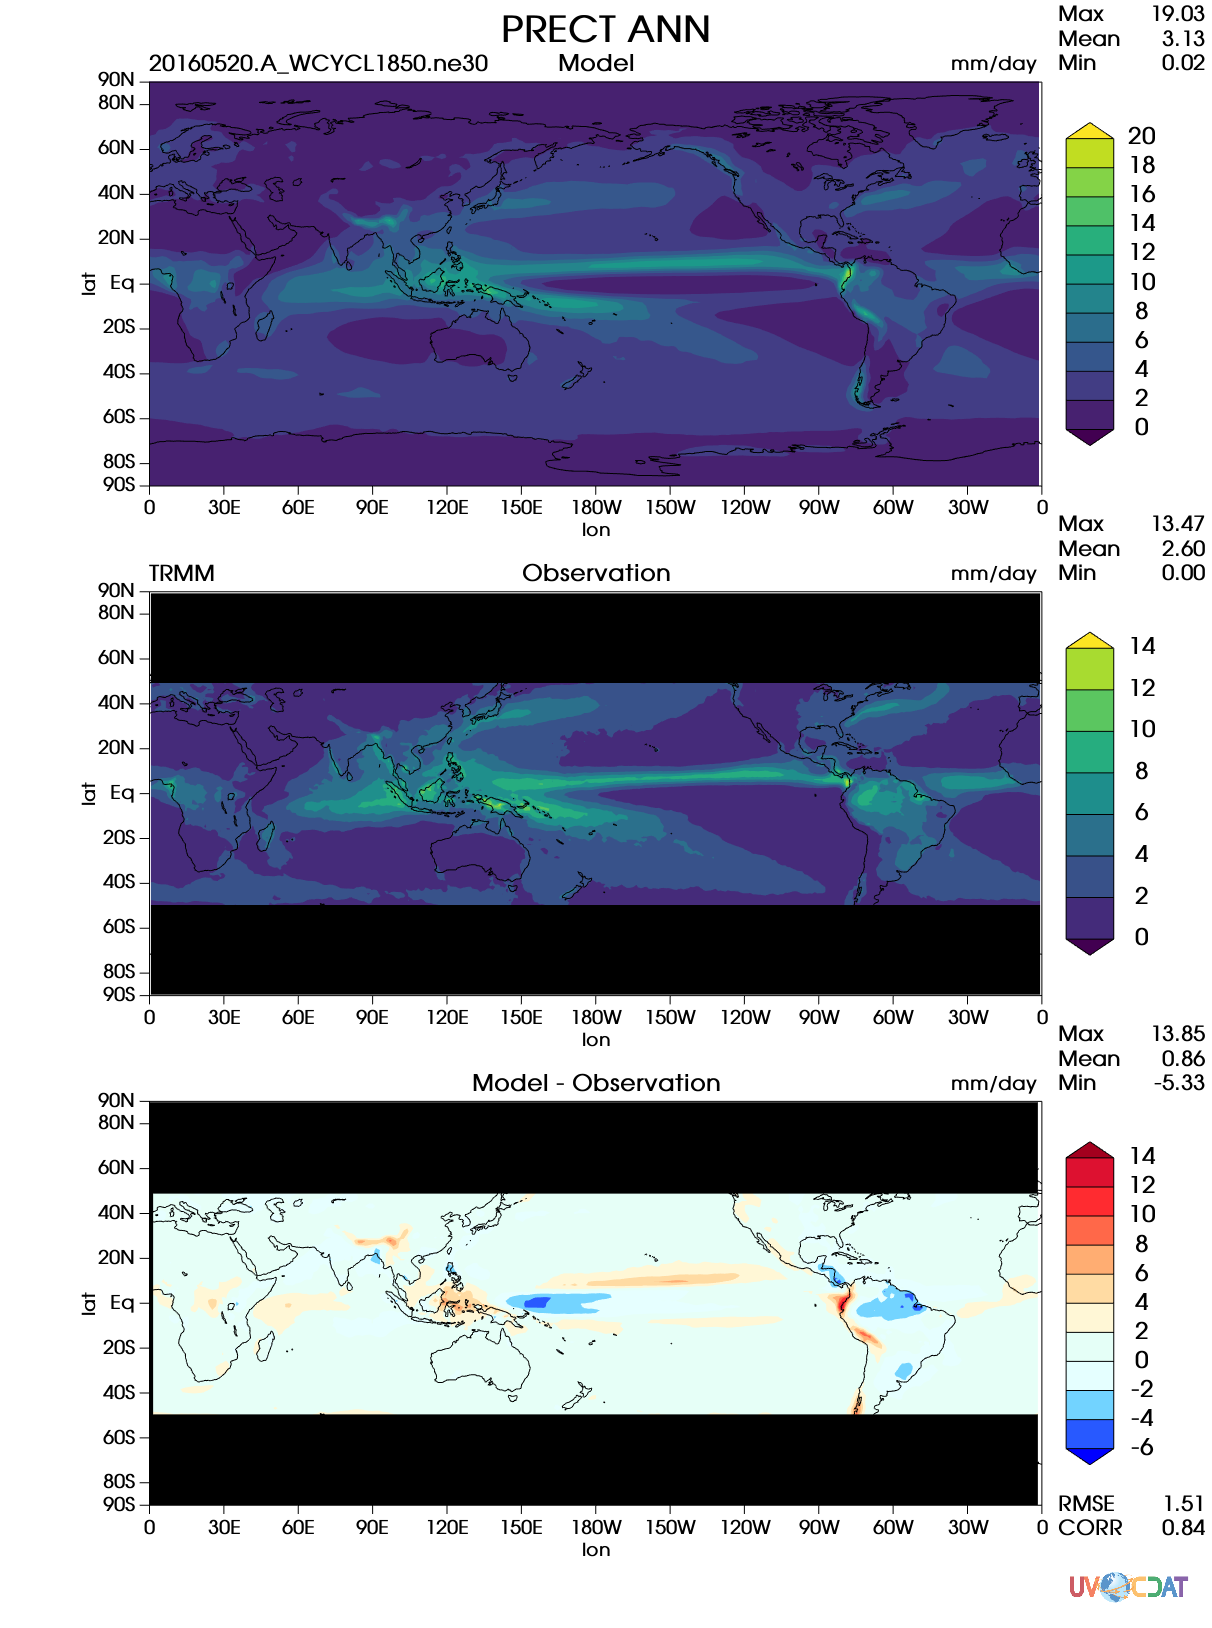 PRECT ANN
Max 19.03
Mean 3.13
Min 0.02
20160520.A_WCYCL1850.ne30 Model mm/day
90N
80N
60N
40N
20N
Eq
20S
40S
60S
80S
90S
lat
0 30E 60E 90E 120E 150E 180W 150W 120W 90W 60W 30W 0
lon
20
18
16
14
12
10
8
6
4
2
0
Max 13.47
Mean 2.60
Min 0.00
TRMM Observation mm/day
90N
80N
60N
40N
20N
Eq
20S
40S
60S
80S
90S
lat
0 30E 60E 90E 120E 150E 180W 150W 120W 90W 60W 30W 0
lon
14
12
10
8
6
4
2
0
Max 13.85
Mean 0.86
Min -5.33
Model - Observation mm/day
90N
80N
60N
40N
20N
Eq
20S
40S
60S
80S
90S
lat
0 30E 60E 90E 120E 150E 180W 150W 120W 90W 60W 30W 0
lon
14
12
10
8
6
4
2
0
-2
-4
-6
RMSE 1.51
CORR 0.84
UV CDAT